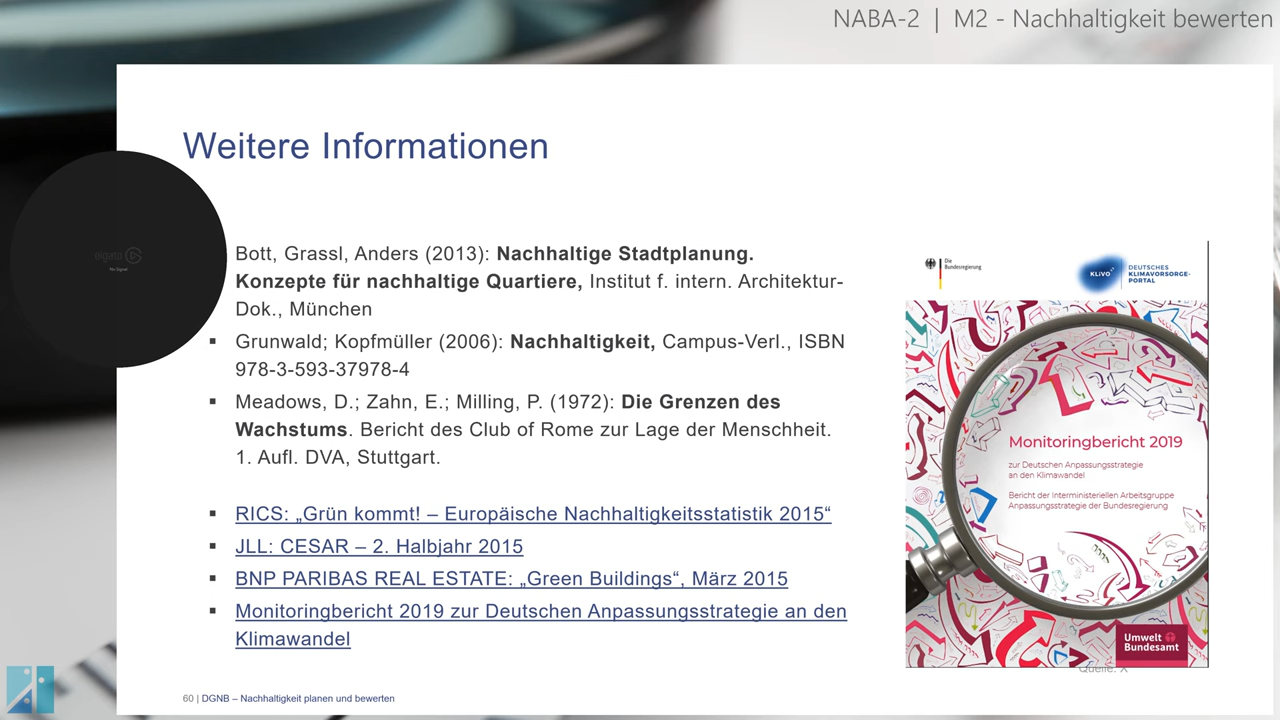 NABA-2 | M2 - Nachhaltigkeit bewerten
Weitere Informationen
Bott, Grassl, Anders (2013): Nachhaltige Stadtplanung.
Konzepte für nachhaltige Quartiere, Institut f. intern. Architektur-
Dok., München
▪ Grunwald; Kopfmüller (2006): Nachhaltigkeit, Campus-Verl., ISBN
978-3-593-37978-4
▪ Meadows, D.; Zahn, E.; Milling, P. (1972): Die Grenzen des
Wachstums. Bericht des Club of Rome zur Lage der Menschheit.
1. Aufl. DVA, Stuttgart.
▪ RICS: „Grün kommt! – Europäische Nachhaltigkeitsstatistik 2015“
▪ JLL: CESAR – 2. Halbjahr 2015
▪ BNP PARIBAS REAL ESTATE: „Green Buildings“, März 2015
▪ Monitoringbericht 2019 zur Deutschen Anpassungsstrategie an den
Klimawandel
elgato
No Signal
Die
Bundesregierung
KLiVO
DEUTSCHES
KLIMAVORSORGE-
PORTAL
Monitoringbericht 2019
zur Deutschen Anpassungsstrategie
an den Klimawandel
Bericht der Interministeriellen Arbeitsgruppe
Anpassungsstrategie der Bundesregierung
Umwelt
Bundesamt
Quelle: X
60 | DGNB – Nachhaltigkeit planen und bewerten